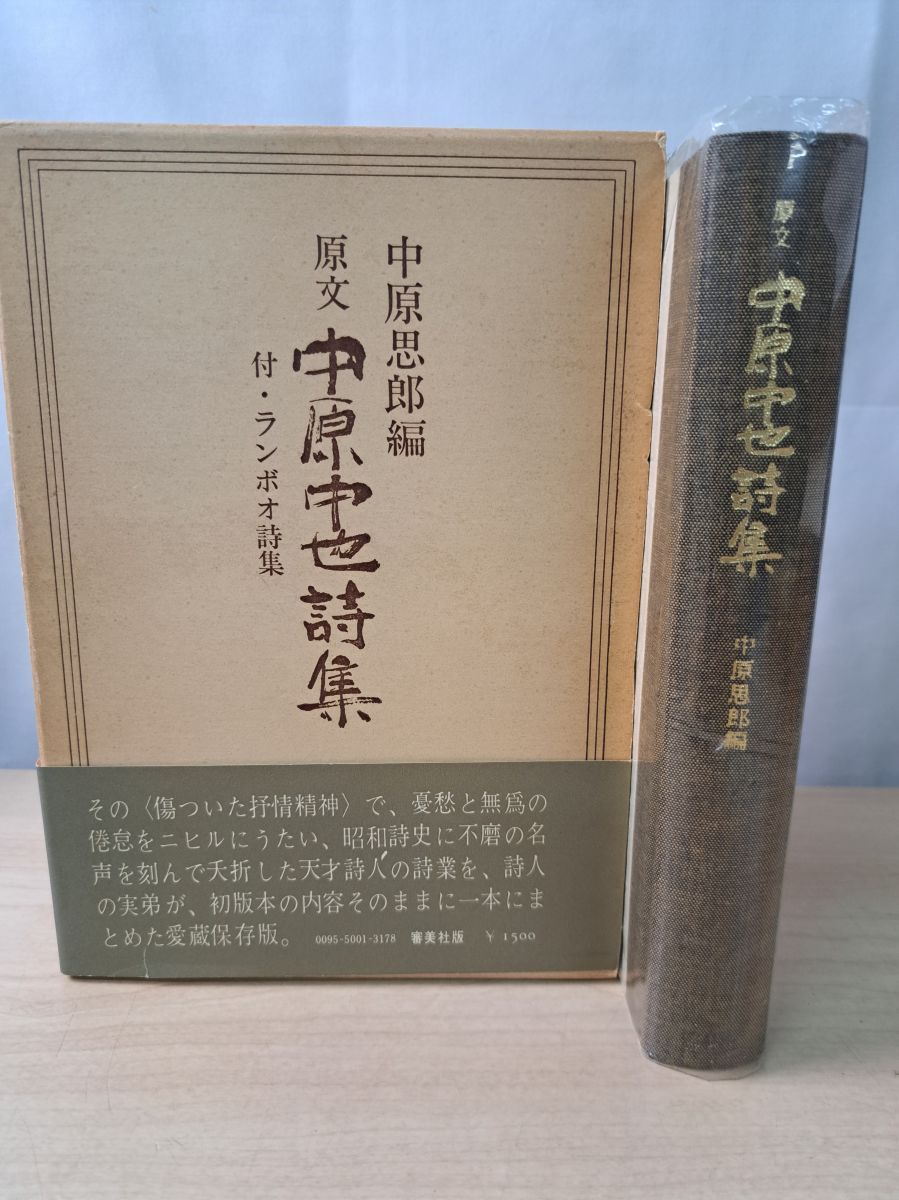 中原思郎編
原文 中原中也詩集
付・ランボオ詩集
その〈傷ついた抒情精神〉で、憂愁と無爲の
倦怠をニヒルにうたい、昭和詩史に不磨の名
声を刻んで夭折した天才詩人の詩業を、詩人
の実弟が、初版本の内容そのままに一本にま
とめた愛蔵保存版。 0095-5001-3178 審美社版 ¥1500
原文 中原中也詩集 中原思郎編